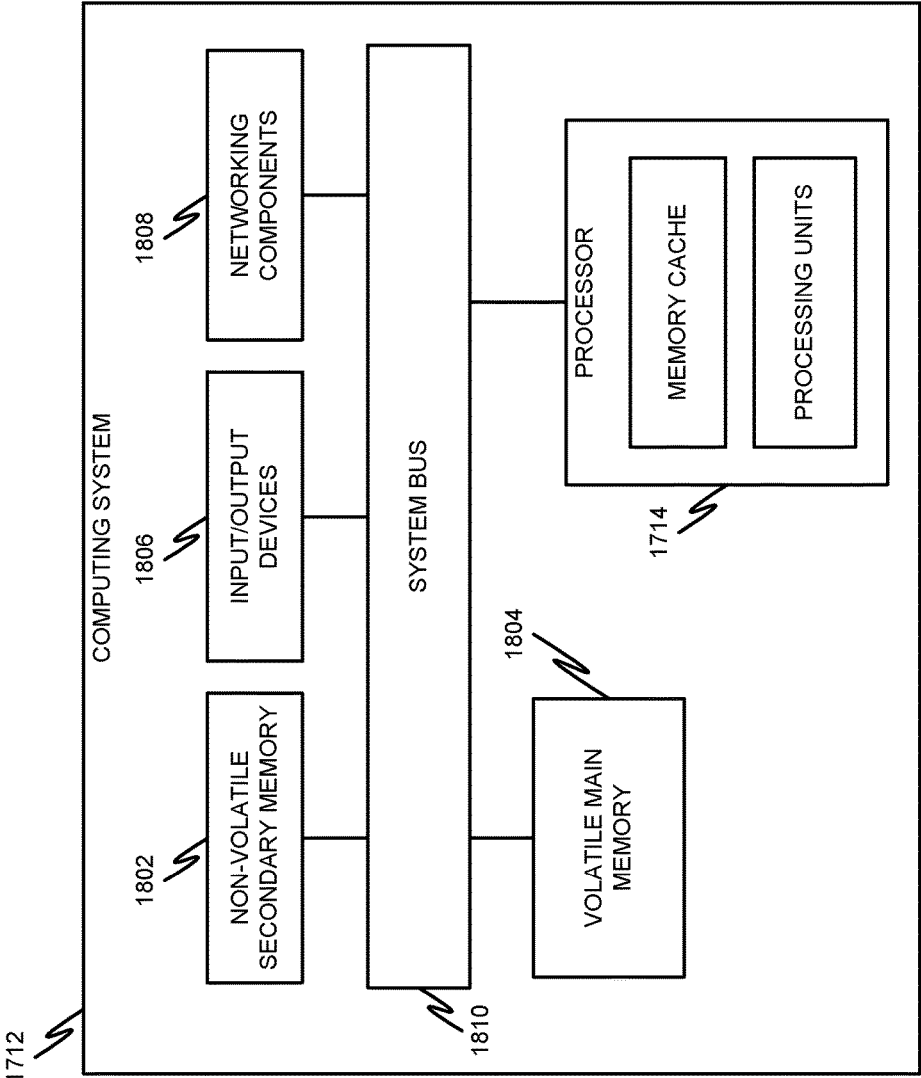 1712
COMPUTING SYSTEM
1802
1806
1808
NON-VOLATILE
SECONDARY MEMORY
INPUT/OUTPUT
DEVICES
NETWORKING
COMPONENTS
SYSTEM BUS
1810
1804
VOLATILE MAIN
MEMORY
1714
PROCESSOR
MEMORY CACHE
PROCESSING UNITS